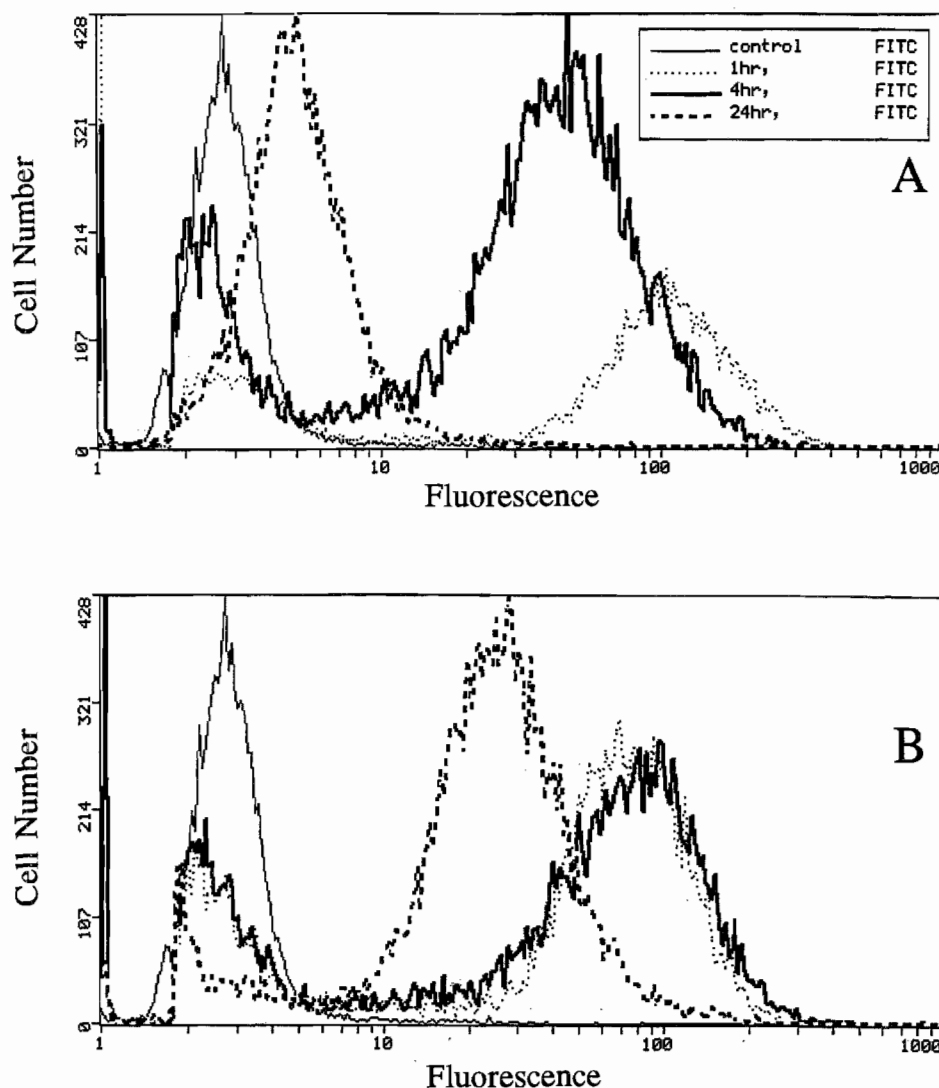 428
321
214
107
0
Cell Number
control FITC
1hr, FITC
4hr, FITC
24hr, FITC
A
1 10 100 1000
Fluorescence
428
321
214
107
0
Cell Number
B
1 10 100 1000
Fluorescence